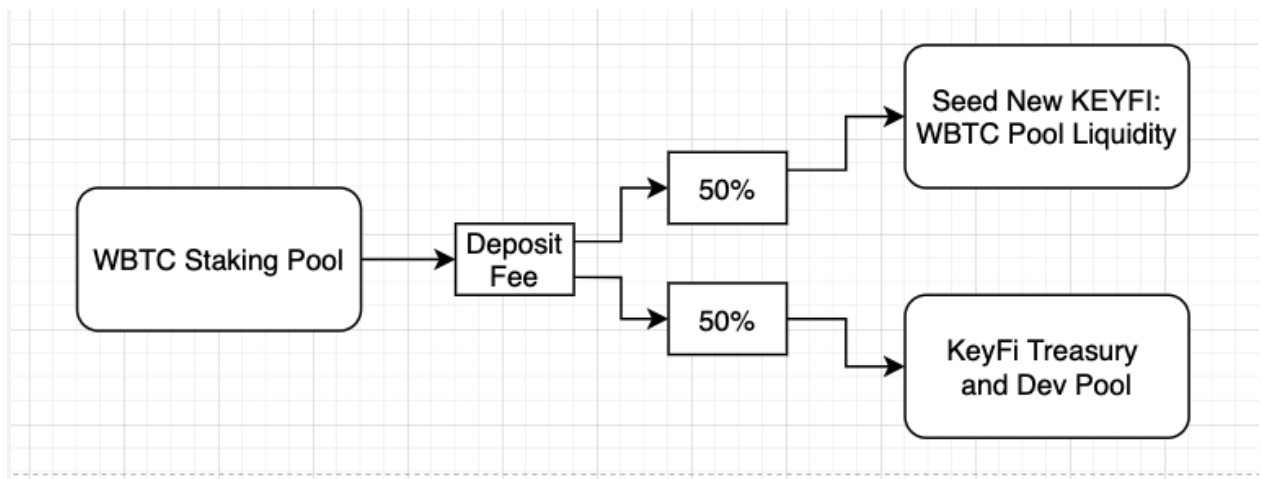 WBTC Staking Pool
Deposit
Fee
50%
Seed New KEYFI:
WBTC Pool Liquidity
50%
KeyFi Treasury
and Dev Pool